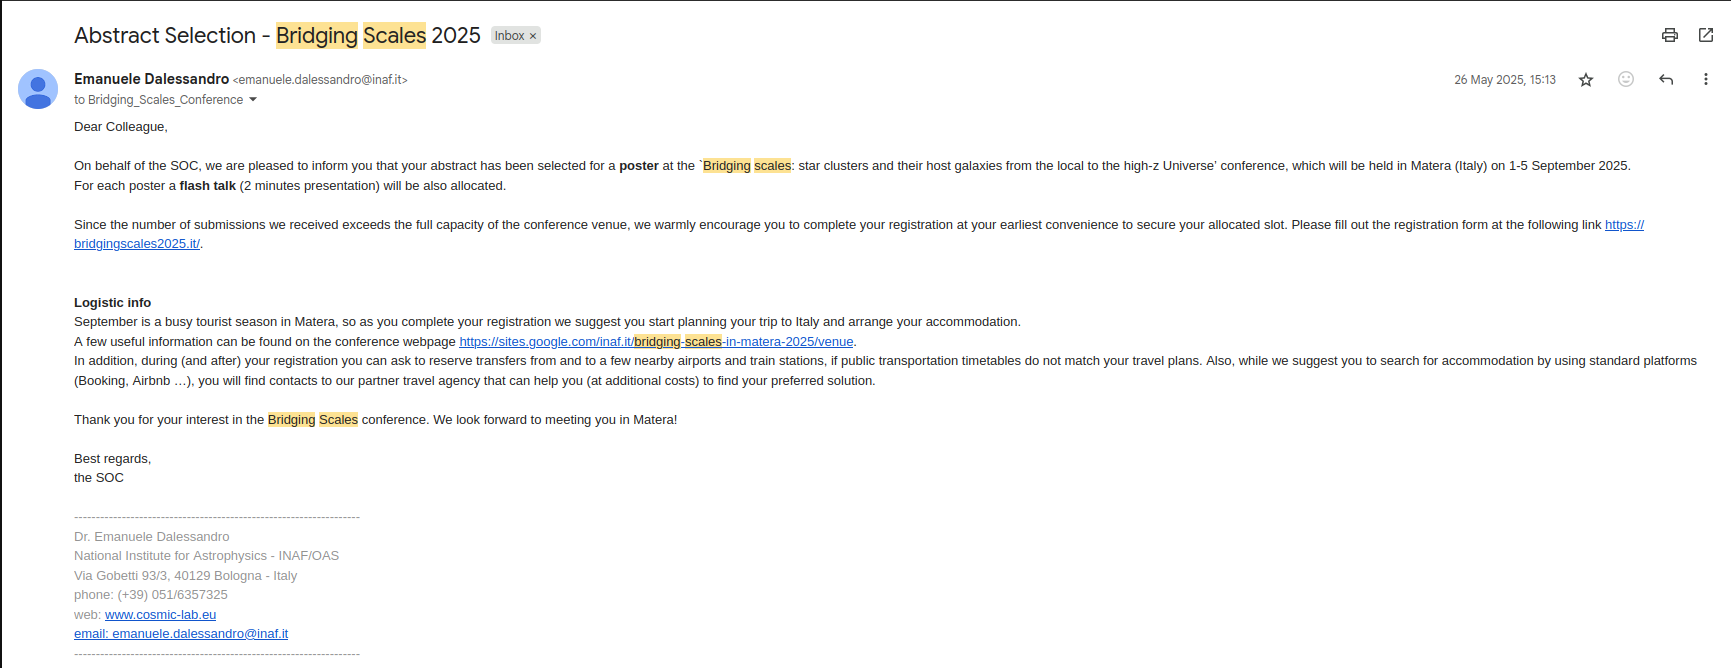 Abstract Selection - Bridging Scales 2025 Inbox ×
Emanuele Dalessandro <emanuele.dalessandro@inaf.it> 26 May 2025, 15:13
to Bridging_Scales_Conference
Dear Colleague,
On behalf of the SOC, we are pleased to inform you that your abstract has been selected for a poster at the `Bridging scales: star clusters and their host galaxies from the local to the high-z Universe' conference, which will be held in Matera (Italy) on 1-5 September 2025.
For each poster a flash talk (2 minutes presentation) will be also allocated.
Since the number of submissions we received exceeds the full capacity of the conference venue, we warmly encourage you to complete your registration at your earliest convenience to secure your allocated slot. Please fill out the registration form at the following link https://
bridgingscales2025.it/.
Logistic info
September is a busy tourist season in Matera, so as you complete your registration we suggest you start planning your trip to Italy and arrange your accommodation.
A few useful information can be found on the conference webpage https://sites.google.com/inaf.it/bridging-scales-in-matera-2025/venue.
In addition, during (and after) your registration you can ask to reserve transfers from and to a few nearby airports and train stations, if public transportation timetables do not match your travel plans. Also, while we suggest you to search for accommodation by using standard platforms
(Booking, Airbnb …), you will find contacts to our partner travel agency that can help you (at additional costs) to find your preferred solution.
Thank you for your interest in the Bridging Scales conference. We look forward to meeting you in Matera!
Best regards,
the SOC
-----------------------------------------------------------------
Dr. Emanuele Dalessandro
National Institute for Astrophysics - INAF/OAS
Via Gobetti 93/3, 40129 Bologna - Italy
phone: (+39) 051/6357325
web: www.cosmic-lab.eu
email: emanuele.dalessandro@inaf.it
-----------------------------------------------------------------